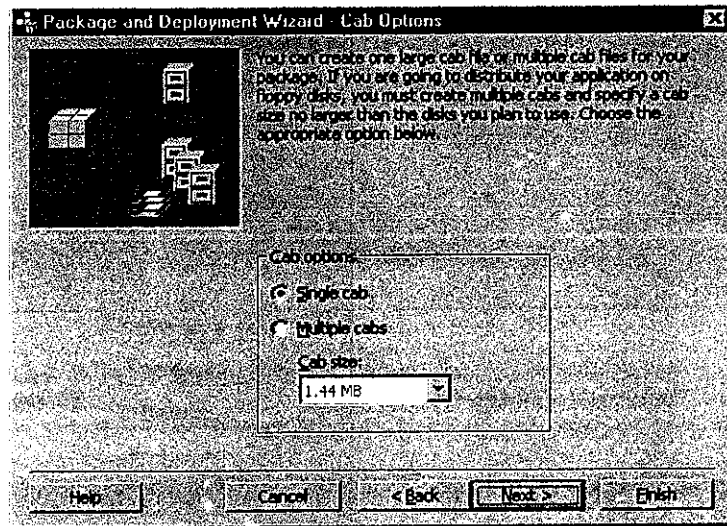 Package and Deployment Wizard - Cab Options
You can create one large cab file or multiple cab files for your
package. If you are going to distribute your application on
floppy disks, you must create multiple cabs and specify a cab
size no larger than the disks you plan to use. Choose the
appropriate option below.
Cab options
Single cab
Multiple cabs
Cab size:
1.44 MB
Help Cancel < Back Next > Finish